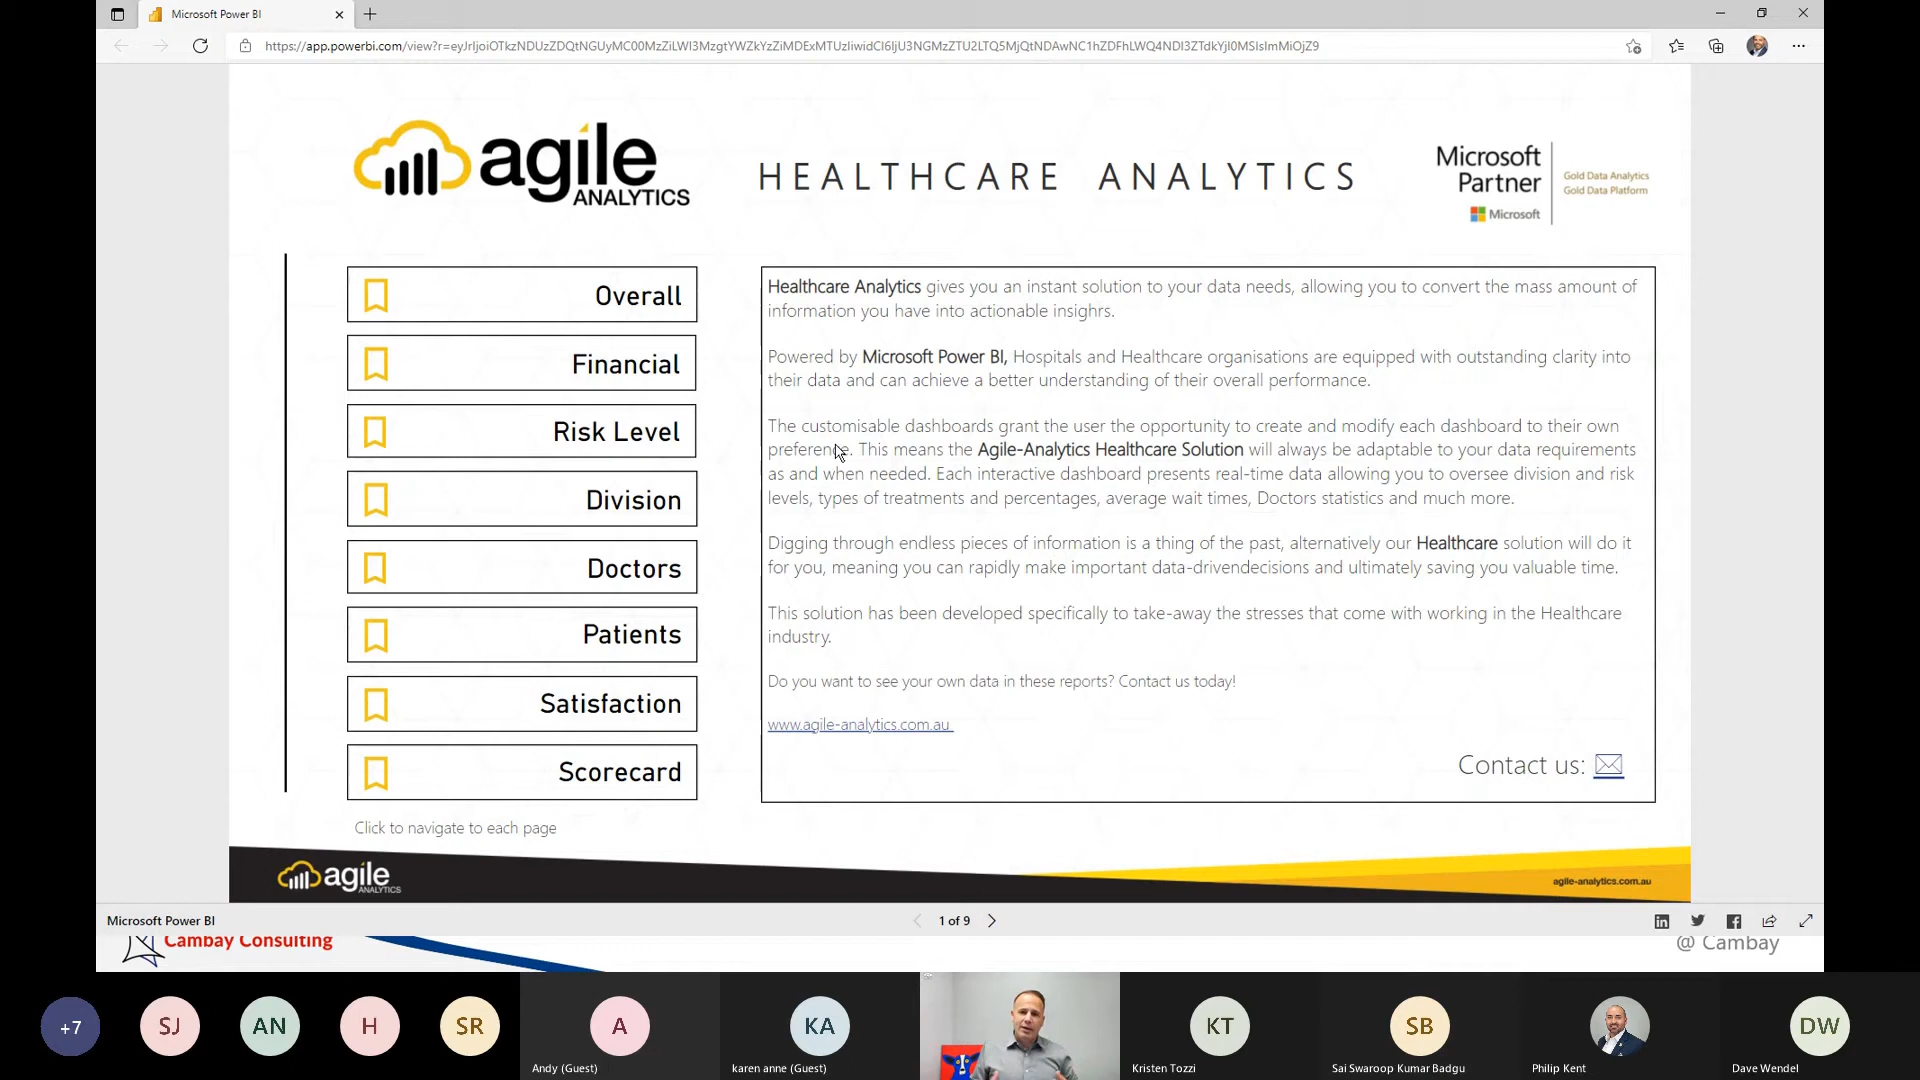 Microsoft Power BI
https://app.powerbi.com/view?r=eyJrIjoiOTkzNDUzZDQtNGUyMC00MzZiLWI3MzgtYWZkYzZiMDExMTUzIiwidCI6IjU3NGMzZTU2LTQ5MjQtNDAwNC1hZDFhLWQ4NDI3ZTdkYjI0MSIsImMiOjZ9
agile
ANALYTICS
HEALTHCARE ANALYTICS
Microsoft
Partner
Microsoft
Gold Data Analytics
Gold Data Platform
Overall
Financial
Risk Level
Division
Doctors
Patients
Satisfaction
Scorecard
Click to navigate to each page
Healthcare Analytics gives you an instant solution to your data needs, allowing you to convert the mass amount of
information you have into actionable insighrs.
Powered by Microsoft Power BI, Hospitals and Healthcare organisations are equipped with outstanding clarity into
their data and can achieve a better understanding of their overall performance.
The customisable dashboards grant the user the opportunity to create and modify each dashboard to their own
preference. This means the Agile-Analytics Healthcare Solution will always be adaptable to your data requirements
as and when needed. Each interactive dashboard presents real-time data allowing you to oversee division and risk
levels, types of treatments and percentages, average wait times, Doctors statistics and much more.
Digging through endless pieces of information is a thing of the past, alternatively our Healthcare solution will do it
for you, meaning you can rapidly make important data-drivendecisions and ultimately saving you valuable time.
This solution has been developed specifically to take-away the stresses that come with working in the Healthcare
industry.
Do you want to see your own data in these reports? Contact us today!
www.agile-analytics.com.au
Contact us:
agile
ANALYTICS
agile-analytics.com.au
Microsoft Power BI
1 of 9
Cambay Consulting
@ Cambay
+7
SJ
AN
H
SR
A
Andy (Guest)
KA
karen anne (Guest)
KT
Kristen Tozzi
SB
Sai Swaroop Kumar Badgu
Philip Kent
DW
Dave Wendel